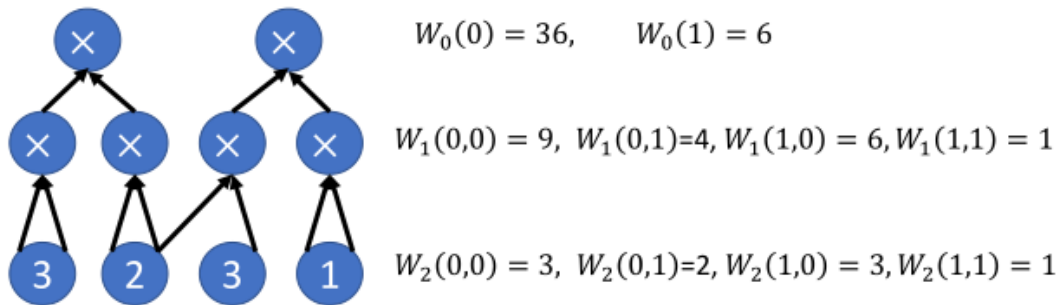 × × W₀(0) = 36, W₀(1) = 6
× × × × W₁(0,0) = 9, W₁(0,1)=4, W₁(1,0) = 6, W₁(1,1) = 1
3 2 3 1 W₂(0,0) = 3, W₂(0,1)=2, W₂(1,0) = 3, W₂(1,1) = 1